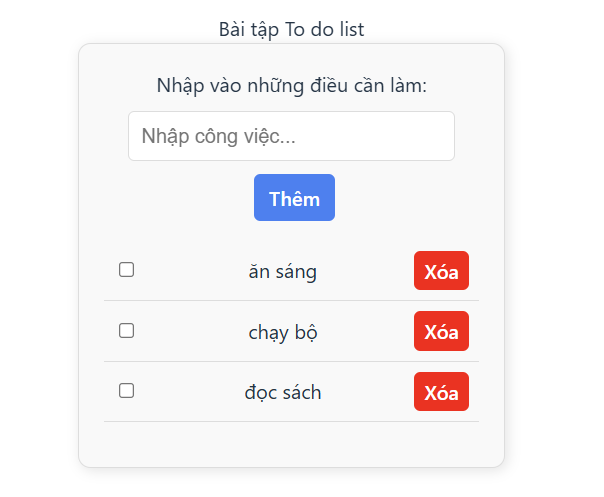 Bài tập To do list
Nhập vào những điều cần làm:
Nhập công việc...
Thêm
ăn sáng Xóa
chạy bộ Xóa
đọc sách Xóa